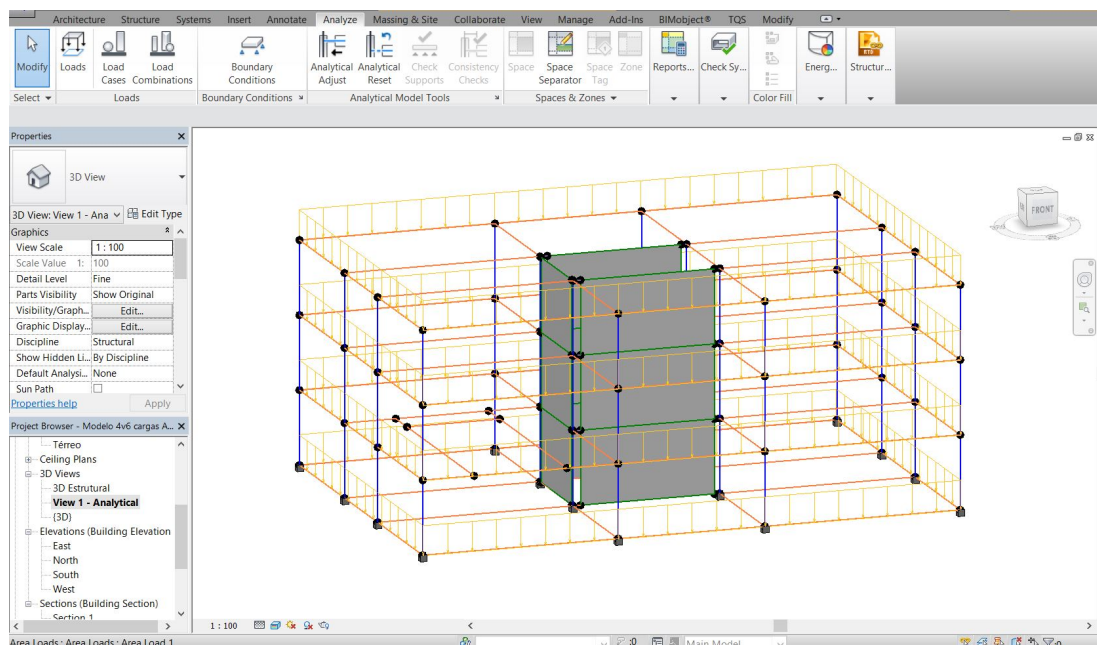 Architecture Structure Systems Insert Annotate Analyze Massing & Site Collaborate View Manage Add-Ins BIMobject® TQS Modify
Modify Loads Load Cases Load Combinations Boundary Conditions Analytical Adjust Analytical Reset Check Supports Consistency Checks Space Space Separator Space Tag Zone Reports... Check Sy... Energ... Structur...
Select Loads Boundary Conditions Analytical Model Tools Spaces & Zones Color Fill
Properties
3D View
FRONT
3D View: View 1 - Ana Edit Type
Graphics
View Scale 1 : 100
Scale Value 1: 100
Detail Level Fine
Parts Visibility Show Original
Visibility/Graph... Edit...
Graphic Display... Edit...
Discipline Structural
Show Hidden Li... By Discipline
Default Analysi... None
Sun Path
Properties help Apply
Project Browser - Modelo 4v6 cargas A...
Térreo
Ceiling Plans
3D Views
3D Estrutural
View 1 - Analytical
{3D}
Elevations (Building Elevation
East
North
South
West
Sections (Building Section)
Section 1
1 : 100
Area Loads : Area Loads : Area Load 1 :0 Main Model :0